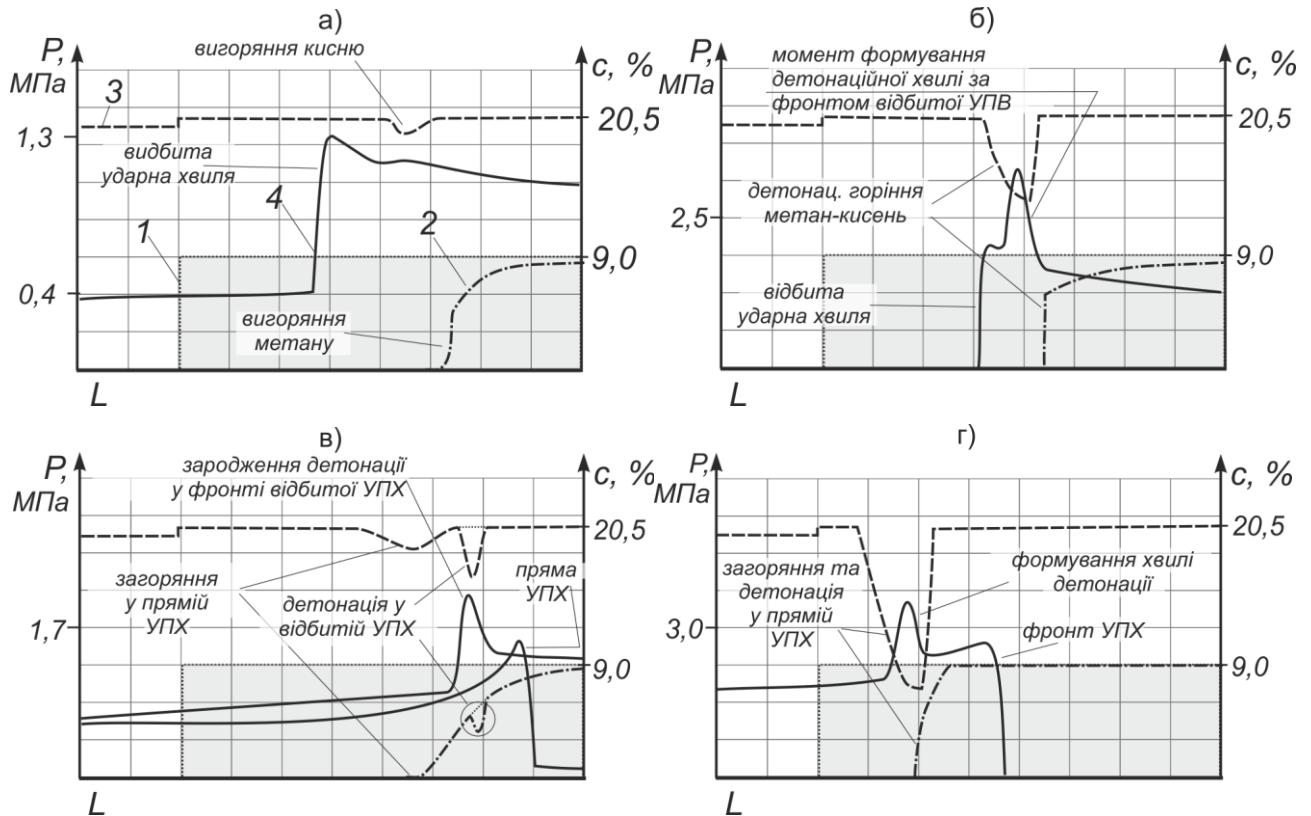 а)
P,
МПа
вигоряння кисню
с, %
3
20,5
1,3
видбита
ударна хвиля
4
1
2
9,0
0,4
вигоряння
метану
L
б)
P,
МПа
момент формування
детонаційної хвилі за
фронтом відбитої УПВ
с, %
20,5
детонац. горіння
метан-кисень
2,5
9,0
відбита
ударна хвиля
L
в)
P,
МПа
зародження детонації
у фронті відбитої УПХ
с, %
20,5
загоряння
у прямій
УПХ
детонація у
відбитій УПХ
пряма
УПХ
1,7
9,0
L
г)
P,
МПа
с, %
20,5
загоряння та
детонація
у прямій
УПХ
формування хвилі
детонації
3,0
фронт УПХ
9,0
L